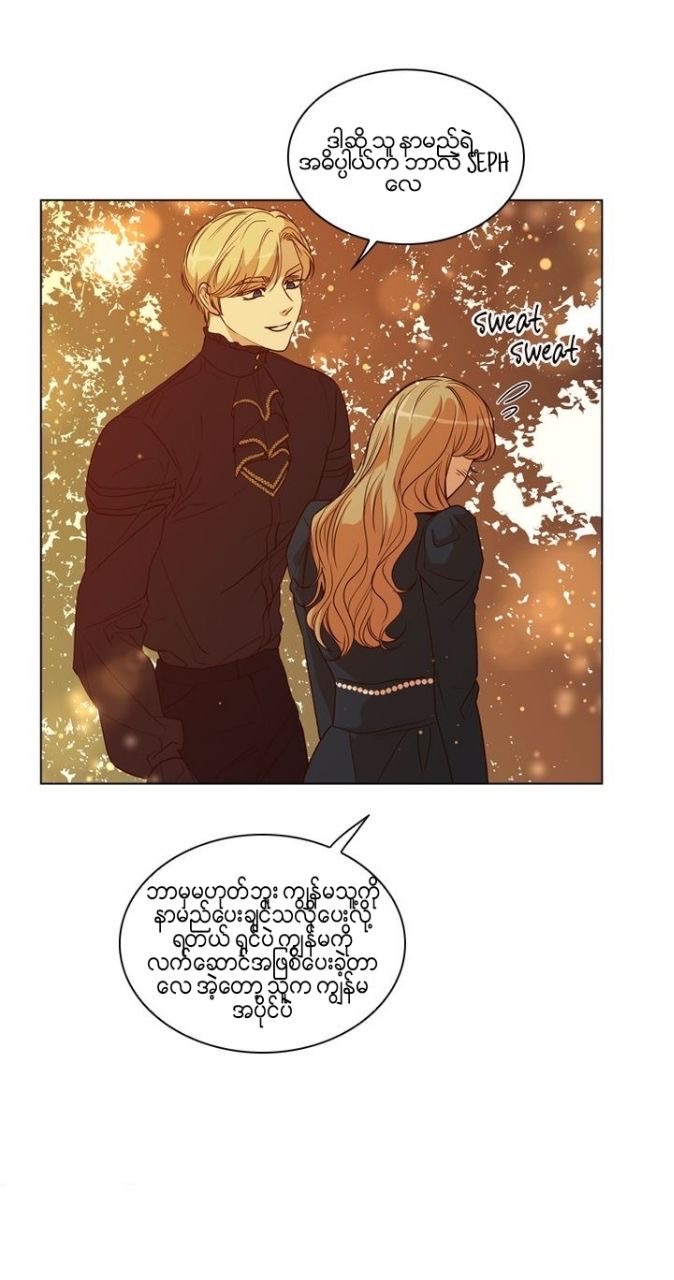 ဒါဆို သူ နာမည်ရဲ့
အဓိပ္ပါယ်က ဘာလဲ SEPH
လေ
sweat
sweat
ဘာမှမဟုတ်ဘူး ကျွန်မသူ့ကို
နာမည်ပေးချင်သလိုပေးလို့
ရတယ် ရှင်ပဲ ကျွန်မကို
လက်ဆောင်အဖြစ်ပေးခဲ့တာ
လေ အဲ့တော့ သူက ကျွန်မ
အပိုင်ပဲ